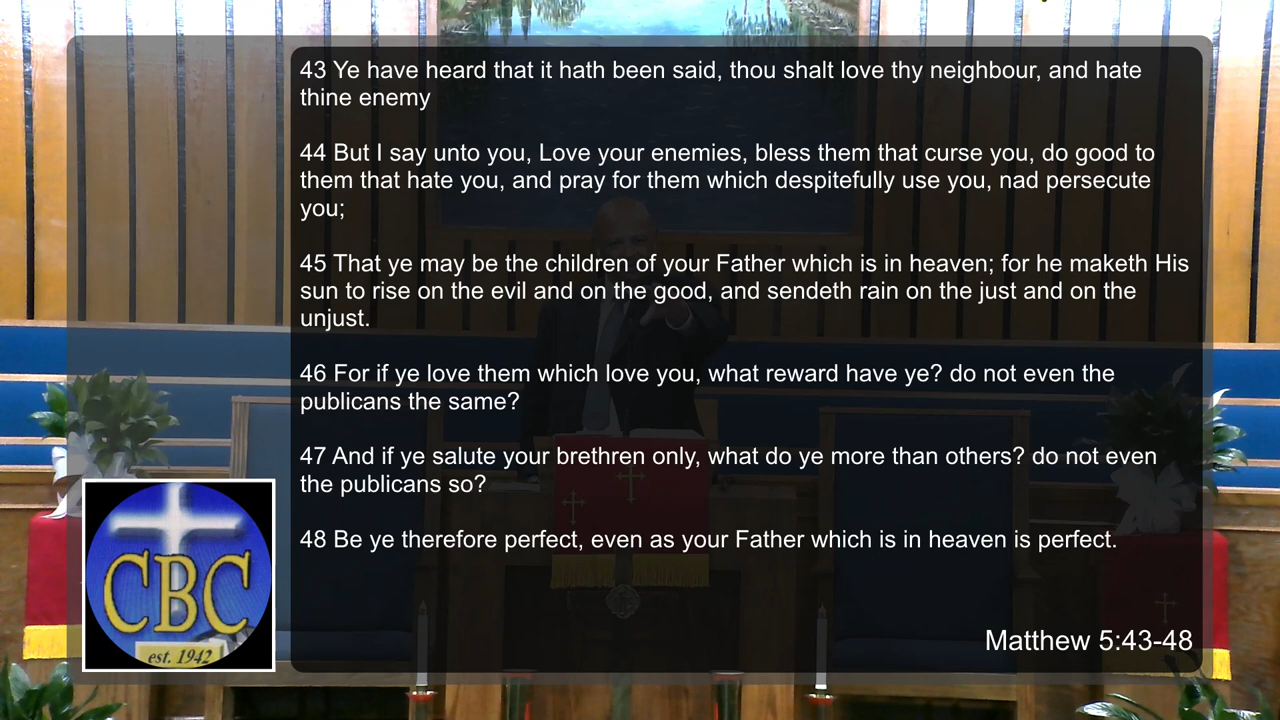 43 Ye have heard that it hath been said, thou shalt love thy neighbour, and hate
thine enemy
44 But I say unto you, Love your enemies, bless them that curse you, do good to
them that hate you, and pray for them which despitefully use you, nad persecute
you;
45 That ye may be the children of your Father which is in heaven; for he maketh His
sun to rise on the evil and on the good, and sendeth rain on the just and on the
unjust.
46 For if ye love them which love you, what reward have ye? do not even the
publicans the same?
47 And if ye salute your brethren only, what do ye more than others? do not even
the publicans so?
48 Be ye therefore perfect, even as your Father which is in heaven is perfect.
Matthew 5:43-48
CBC
est. 1942